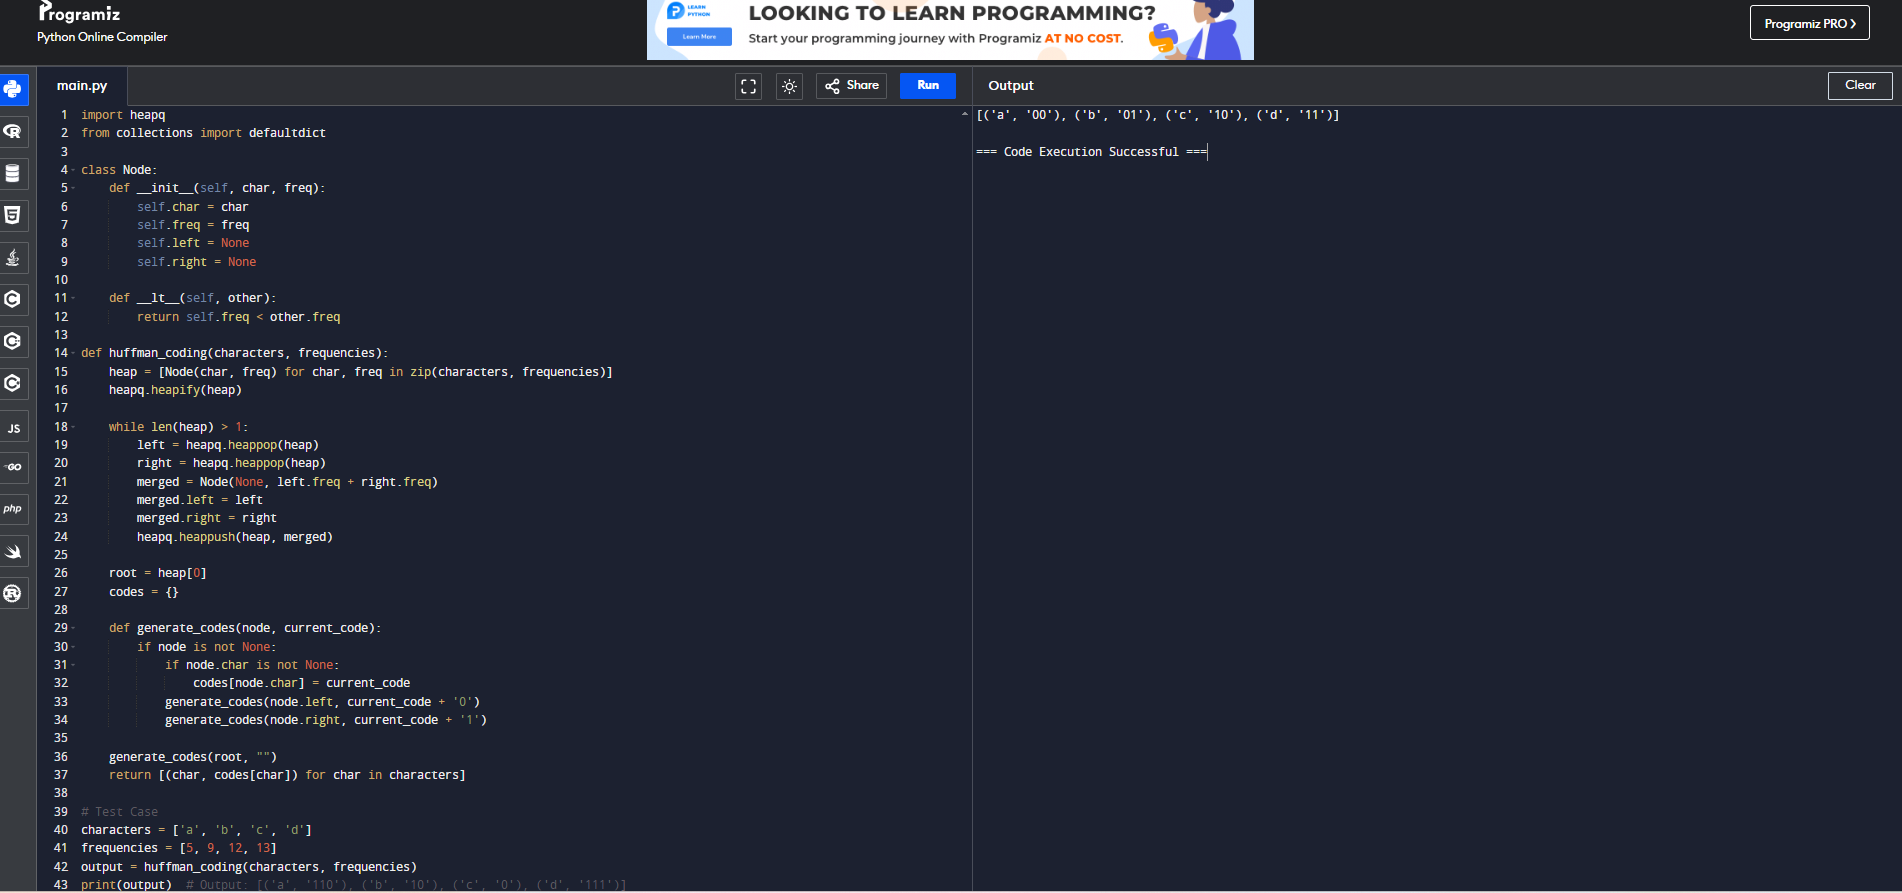 Programiz
Python Online Compiler
LEARN PYTHON
Learn More
LOOKING TO LEARN PROGRAMMING?
Start your programming journey with Programiz AT NO COST.
Programiz PRO
main.py
Share
Run
Output
Clear
1 import heapq
2 from collections import defaultdict
3
4 class Node:
5     def __init__(self, char, freq):
6         self.char = char
7         self.freq = freq
8         self.left = None
9         self.right = None
10
11     def __lt__(self, other):
12         return self.freq < other.freq
13
14 def huffman_coding(characters, frequencies):
15     heap = [Node(char, freq) for char, freq in zip(characters, frequencies)]
16     heapq.heapify(heap)
17
18     while len(heap) > 1:
19         left = heapq.heappop(heap)
20         right = heapq.heappop(heap)
21         merged = Node(None, left.freq + right.freq)
22         merged.left = left
23         merged.right = right
24         heapq.heappush(heap, merged)
25
26     root = heap[0]
27     codes = {}
28
29     def generate_codes(node, current_code):
30         if node is not None:
31             if node.char is not None:
32                 codes[node.char] = current_code
33             generate_codes(node.left, current_code + '0')
34             generate_codes(node.right, current_code + '1')
35
36     generate_codes(root, "")
37     return [(char, codes[char]) for char in characters]
38
39 # Test Case
40 characters = ['a', 'b', 'c', 'd']
41 frequencies = [5, 9, 12, 13]
42 output = huffman_coding(characters, frequencies)
43 print(output)  # Output: [('a', '110'), ('b', '10'), ('c', '0'), ('d', '111')]
[('a', '00'), ('b', '01'), ('c', '10'), ('d', '11')]
=== Code Execution Successful ===
JS
GO
php